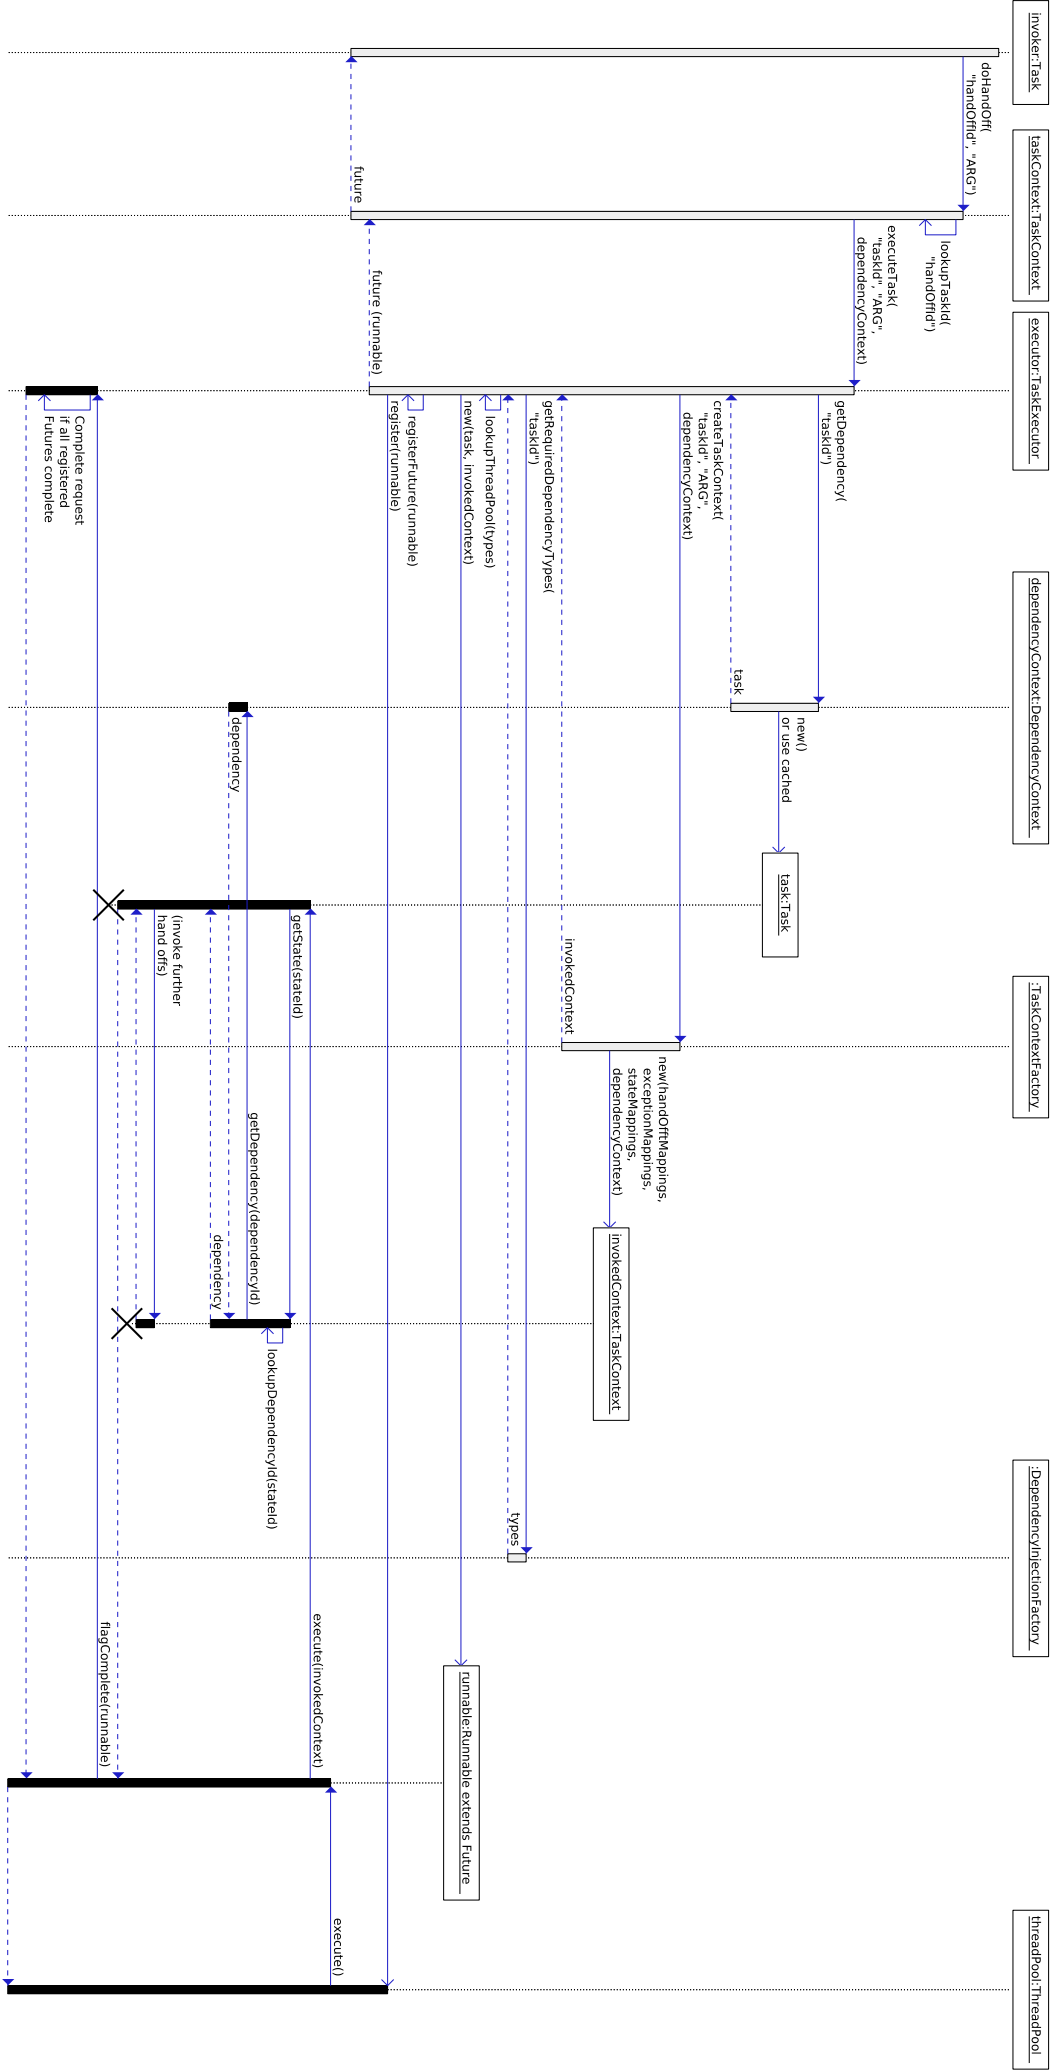 invoker:Task
taskContext:TaskContext
executor:TaskExecutor
dependencyContext:DependencyContext
:TaskContextFactory
:DependencyInjectionFactory
threadPool:ThreadPool
doHandOff(
"handOffId", "ARG")
lookupTaskId(
"handOffId")
executeTask(
"taskId", "ARG",
dependencyContext)
getDependency(
"taskId")
new()
or use cached
task:Task
task
createTaskContext(
"taskId", "ARG",
dependencyContext)
new(handOfftMappings,
exceptionMappings,
stateMappings,
dependencyContext)
invokedContext:TaskContext
invokedContext
getRequiredDependencyTypes(
"taskId")
types
lookupThreadPool(types)
new(task, invokedContext)
runnable:Runnable extends Future
registerFuture(runnable)
register(runnable)
future (runnable)
future
execute()
execute(invokedContext)
getState(stateId)
lookupDependencyId(stateId)
getDependency(dependencyId)
dependency
dependency
(invoke further
hand offs)
flagComplete(runnable)
Complete request
if all registered
Futures complete